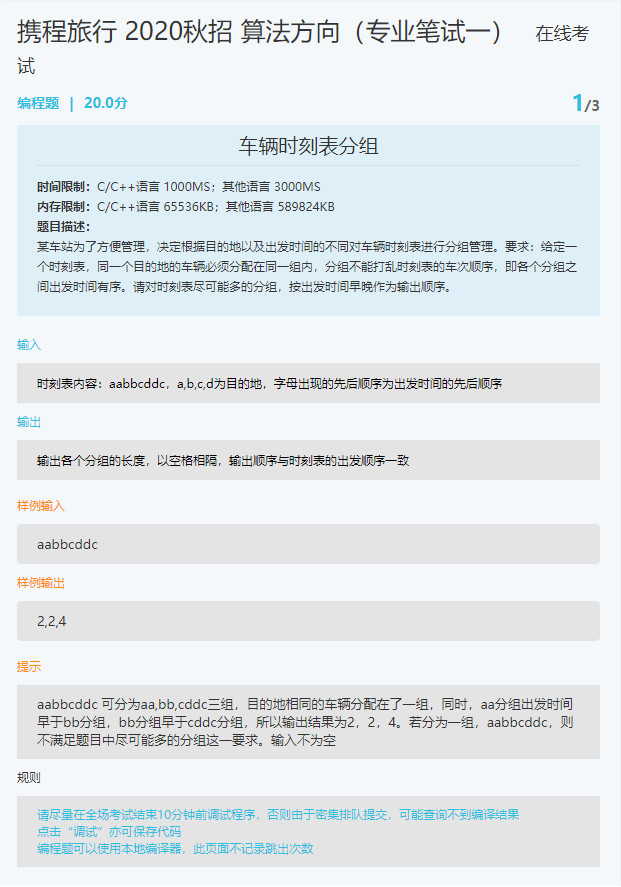 携程旅行 2020秋招 算法方向（专业笔试一） 在线考
试
编程题 | 20.0分 1/3
车辆时刻表分组
时间限制：C/C++语言 1000MS；其他语言 3000MS
内存限制：C/C++语言 65536KB；其他语言 589824KB
题目描述：
某车站为了方便管理，决定根据目的地以及出发时间的不同对车辆时刻表进行分组管理。要求：给定一
个时刻表，同一个目的地的车辆必须分配在同一组内，分组不能打乱时刻表的车次顺序，即各个分组之
间出发时间有序。请对时刻表尽可能多的分组，按出发时间早晚作为输出顺序。
输入
时刻表内容：aabbcddc，a,b,c,d为目的地，字母出现的先后顺序为出发时间的先后顺序
输出
输出各个分组的长度，以空格相隔，输出顺序与时刻表的出发顺序一致
样例输入
aabbcddc
样例输出
2,2,4
提示
aabbcddc 可分为aa,bb,cddc三组，目的地相同的车辆分配在了一组，同时，aa分组出发时间
早于bb分组，bb分组早于cddc分组，所以输出结果为2，2，4。若分为一组，aabbcddc，则
不满足题目中尽可能多的分组这一要求。输入不为空
规则
请尽量在全场考试结束10分钟前调试程序，否则由于密集排队提交，可能查询不到编译结果
点击“调试”亦可保存代码
编程题可以使用本地编译器，此页面不记录跳出次数